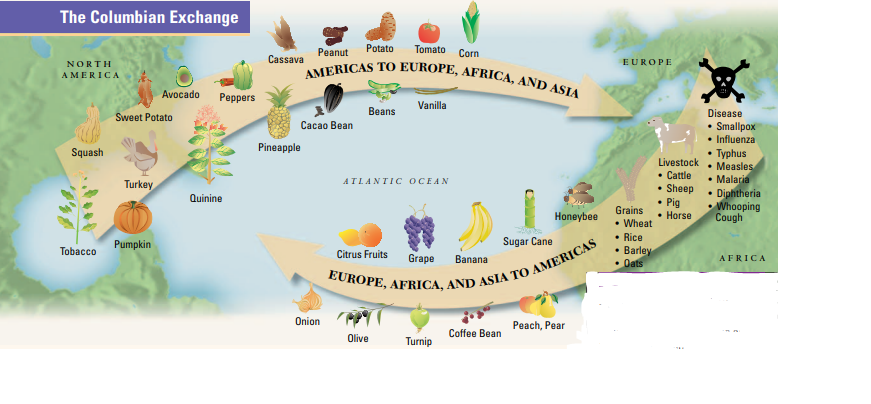 The Columbian Exchange
NORTH
AMERICA
Cassava
Peanut
Potato
Tomato
Corn
EUROPE
AMERICAS TO EUROPE, AFRICA, AND ASIA
Avocado
Peppers
Sweet Potato
Squash
Turkey
Quinine
Pineapple
Cacao Bean
Beans
Vanilla
Tobacco
Pumpkin
ATLANTIC OCEAN
Disease
• Smallpox
• Influenza
• Typhus
• Measles
• Malaria
• Diphtheria
• Whooping
Cough
Livestock
• Cattle
• Sheep
• Pig
• Horse
Grains
• Wheat
• Rice
• Barley
• Oats
Honeybee
Sugar Cane
Banana
Grape
Citrus Fruits
AFRICA
EUROPE, AFRICA, AND ASIA TO AMERICAS
Onion
Olive
Turnip
Coffee Bean
Peach, Pear